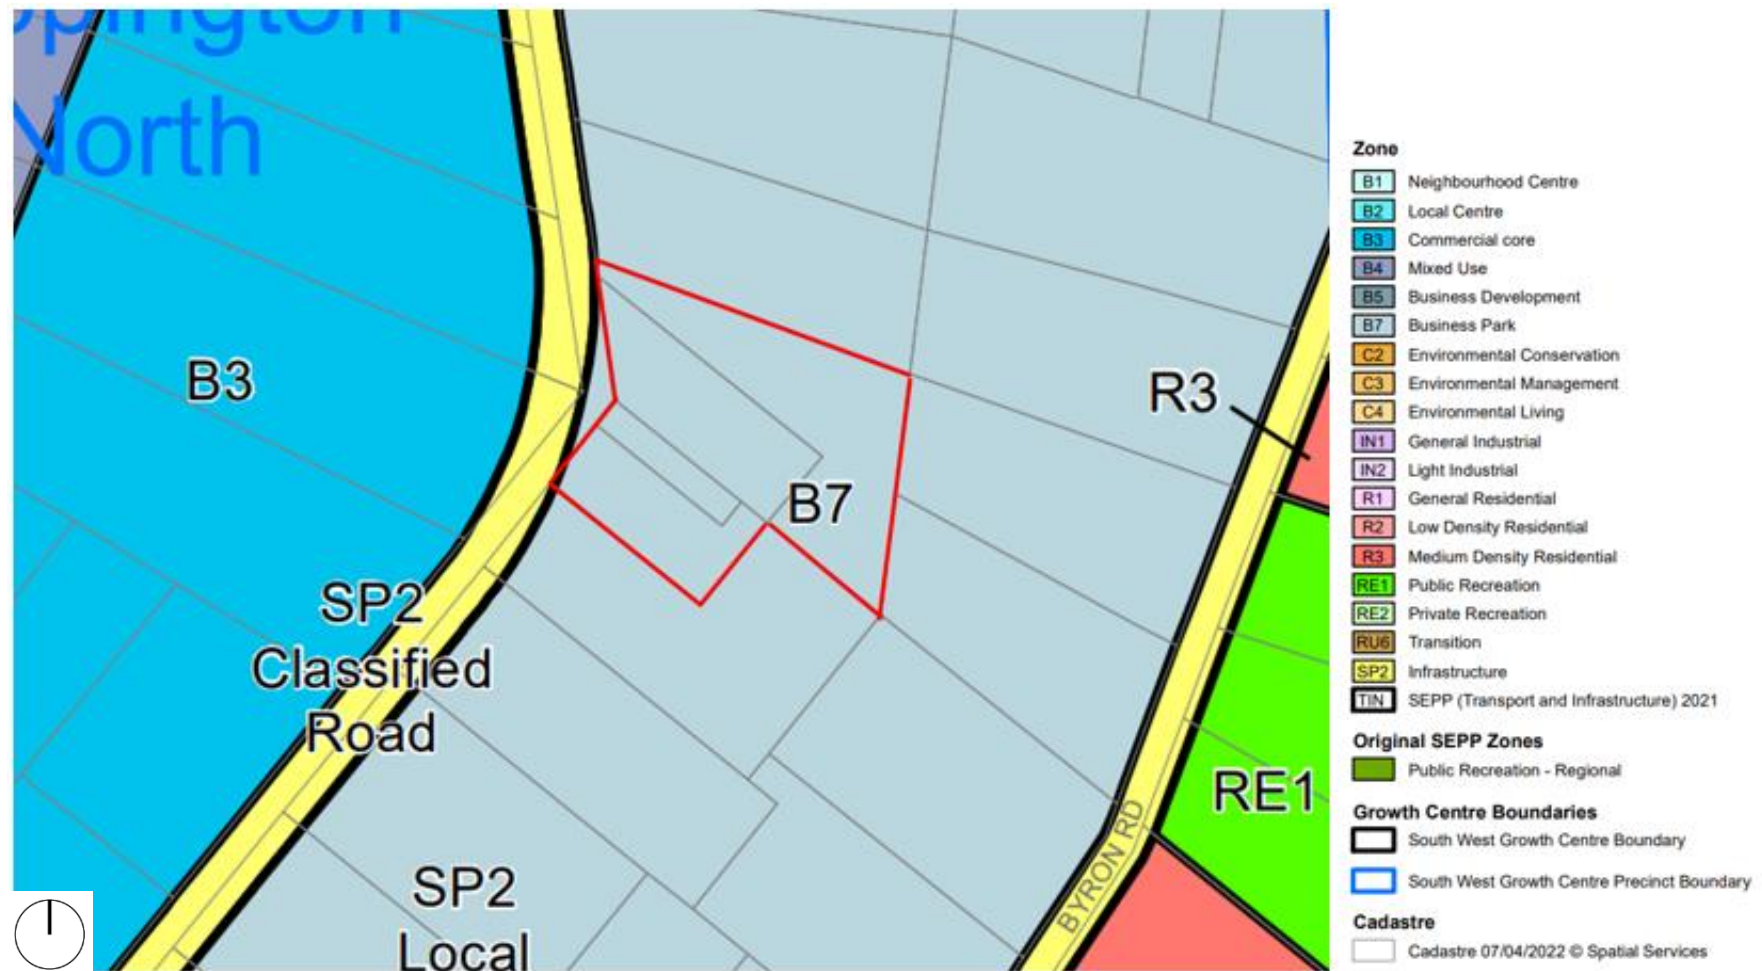 North
B3
R3
B7
SP2
Classified
Road
RE1
SP2
Local
BYRON RD
Zone
B1 Neighbourhood Centre
B2 Local Centre
B3 Commercial core
B4 Mixed Use
B5 Business Development
B7 Business Park
C2 Environmental Conservation
C3 Environmental Management
C4 Environmental Living
IN1 General Industrial
IN2 Light Industrial
R1 General Residential
R2 Low Density Residential
R3 Medium Density Residential
RE1 Public Recreation
RE2 Private Recreation
RU6 Transition
SP2 Infrastructure
TIN SEPP (Transport and Infrastructure) 2021
Original SEPP Zones
Public Recreation - Regional
Growth Centre Boundaries
South West Growth Centre Boundary
South West Growth Centre Precinct Boundary
Cadastre
Cadastre 07/04/2022 © Spatial Services